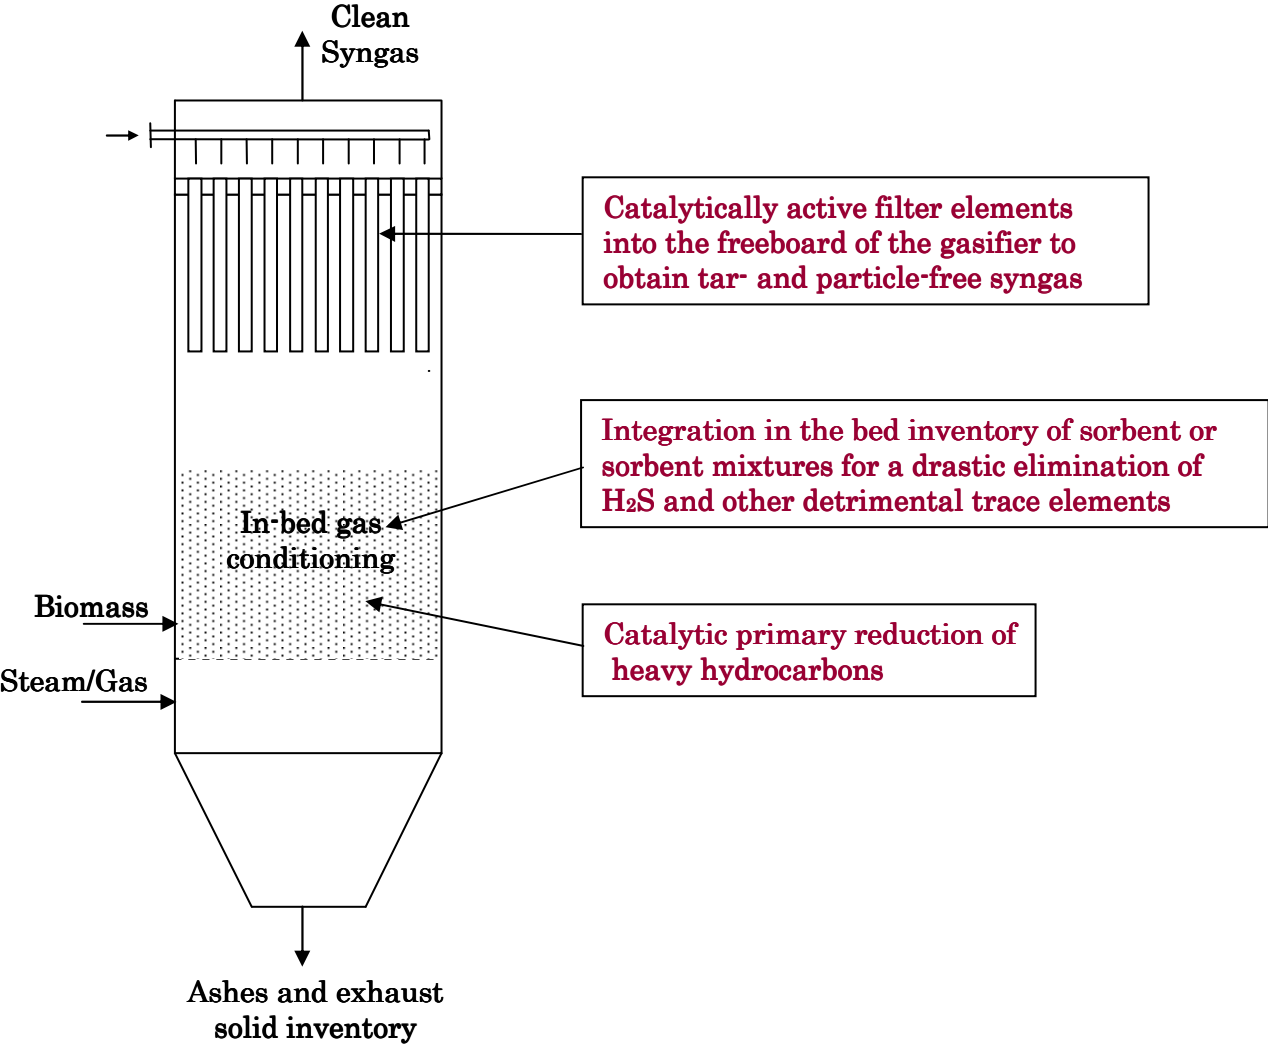 Clean
Syngas
Catalytically active filter elements
into the freeboard of the gasifier to
obtain tar- and particle-free syngas
Integration in the bed inventory of sorbent or
sorbent mixtures for a drastic elimination of
H₂S and other detrimental trace elements
In-bed gas
conditioning
Biomass
Catalytic primary reduction of
heavy hydrocarbons
Steam/Gas
Ashes and exhaust
solid inventory